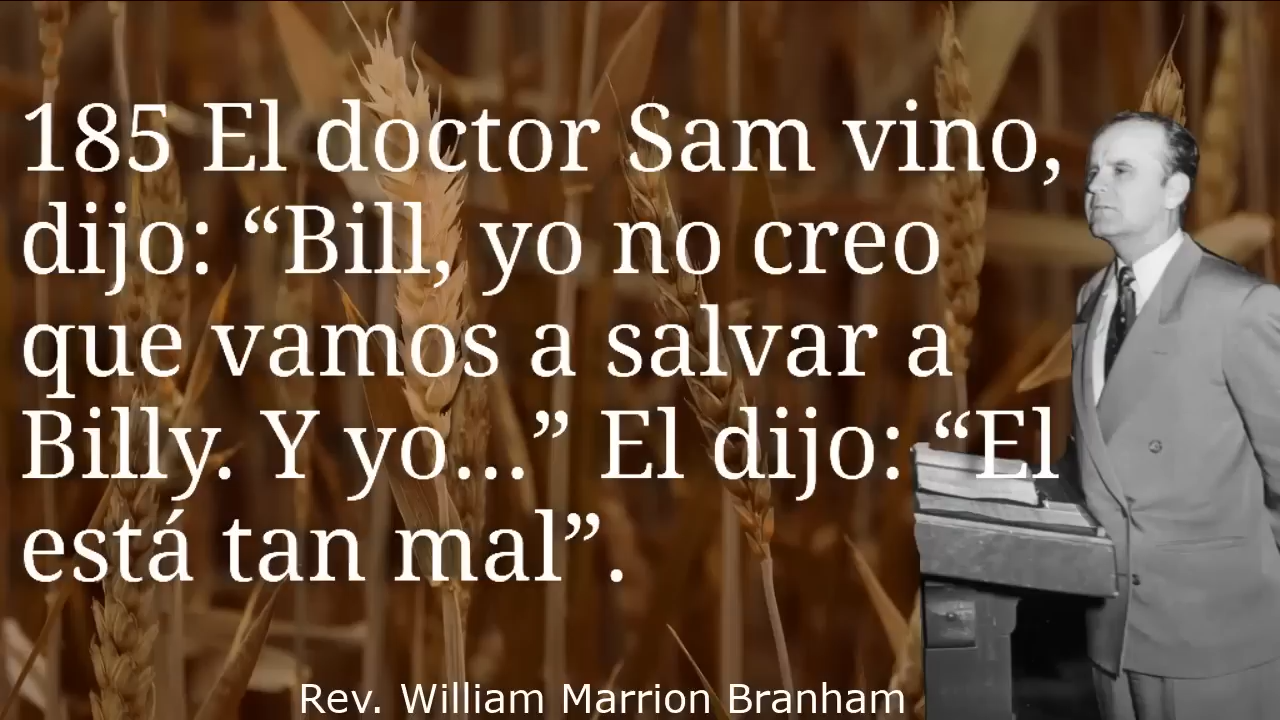 185 El doctor Sam vino,
dijo: “Bill, yo no creo
que vamos a salvar a
Billy. Y yo...” El dijo: “El
está tan mal”.
Rev. William Marrion Branham